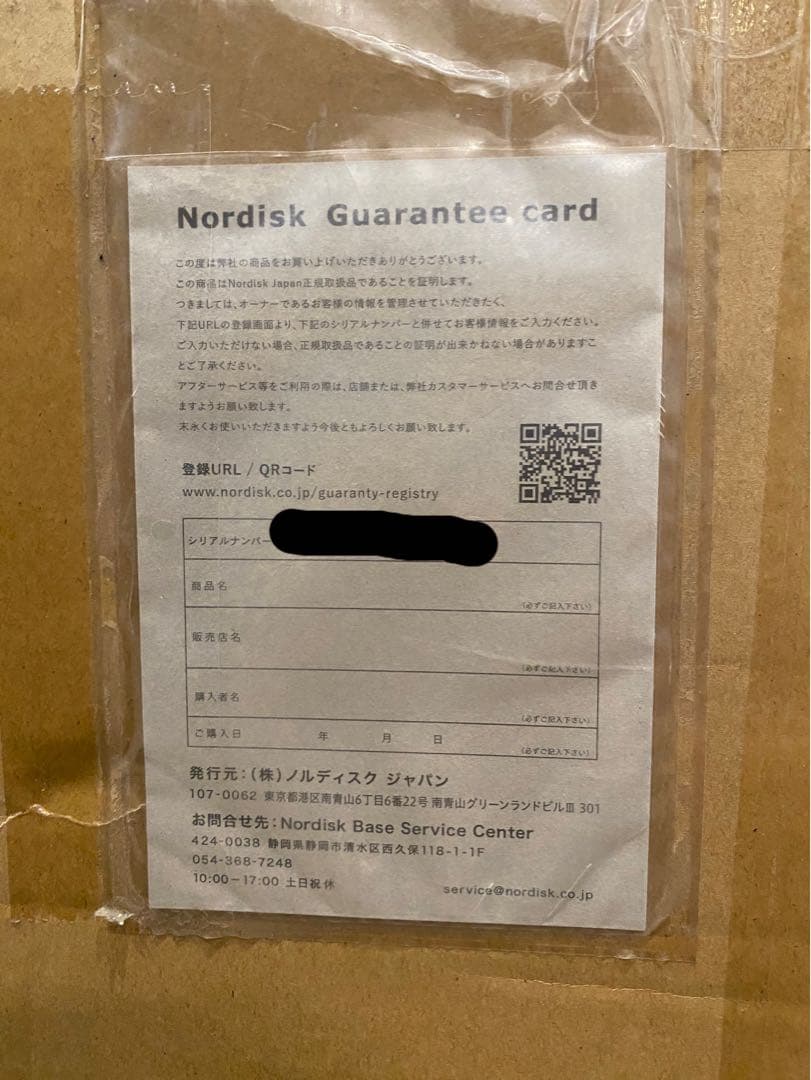 Nordisk Guarantee card
この度は弊社の商品をお買い上げいただきありがとうございます。
この商品はNordisk Japan正規取扱品であることを証明します。
つきましては、オーナーであるお客様の情報を管理させていただきたく、
下記URLの登録画面より、下記のシリアルナンバーと併せてお客様情報をご入力ください。
ご入力いただけない場合、正規取扱品であることの証明が出来かねない場合がありますこ
とご了承ください。
アフターサービス等をご利用の際は、店舗または、弊社カスタマーサービスへお問合せ頂き
ますようお願い致します。
末永くお使いいただきますよう今後ともよろしくお願い致します。
登録URL / QRコード
www.nordisk.co.jp/guaranty-registry
シリアルナンバー
商品名
(必ずご記入下さい)
販売店名
(必ずご記入下さい)
購入者名
(必ずご記入下さい)
ご購入日 年 月 日
(必ずご記入下さい)
発行元：(株)ノルディスク ジャパン
107-0062 東京都港区南青山6丁目6番22号 南青山グリーンランドビルⅢ 301
お問合せ先：Nordisk Base Service Center
424-0038 静岡県静岡市清水区西久保118-1-1F
054-368-7248
10:00－17:00 土日祝休
service@nordisk.co.jp